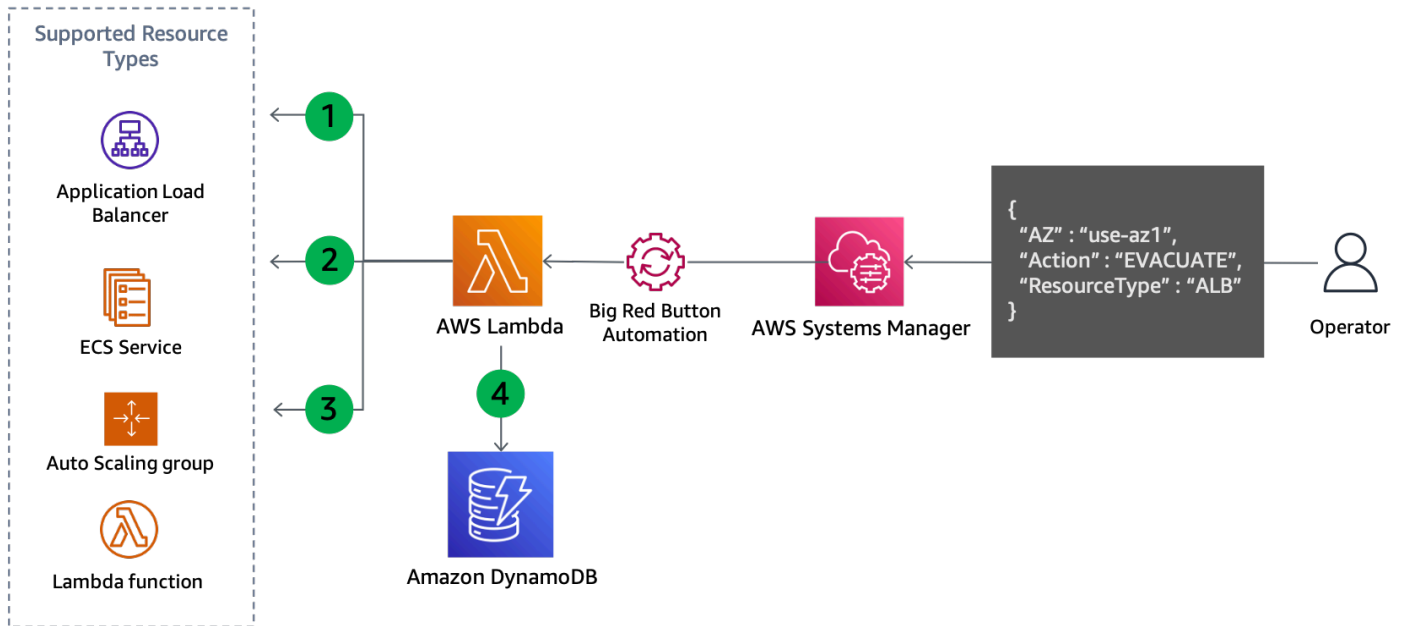 Supported Resource
Types
Application Load
Balancer
ECS Service
Auto Scaling group
Lambda function
1
2
3
4
AWS Lambda
Amazon DynamoDB
Big Red Button
Automation
AWS Systems Manager
{
“AZ” : “use-az1”,
“Action” : “EVACUATE”,
“ResourceType” : “ALB”
}
Operator